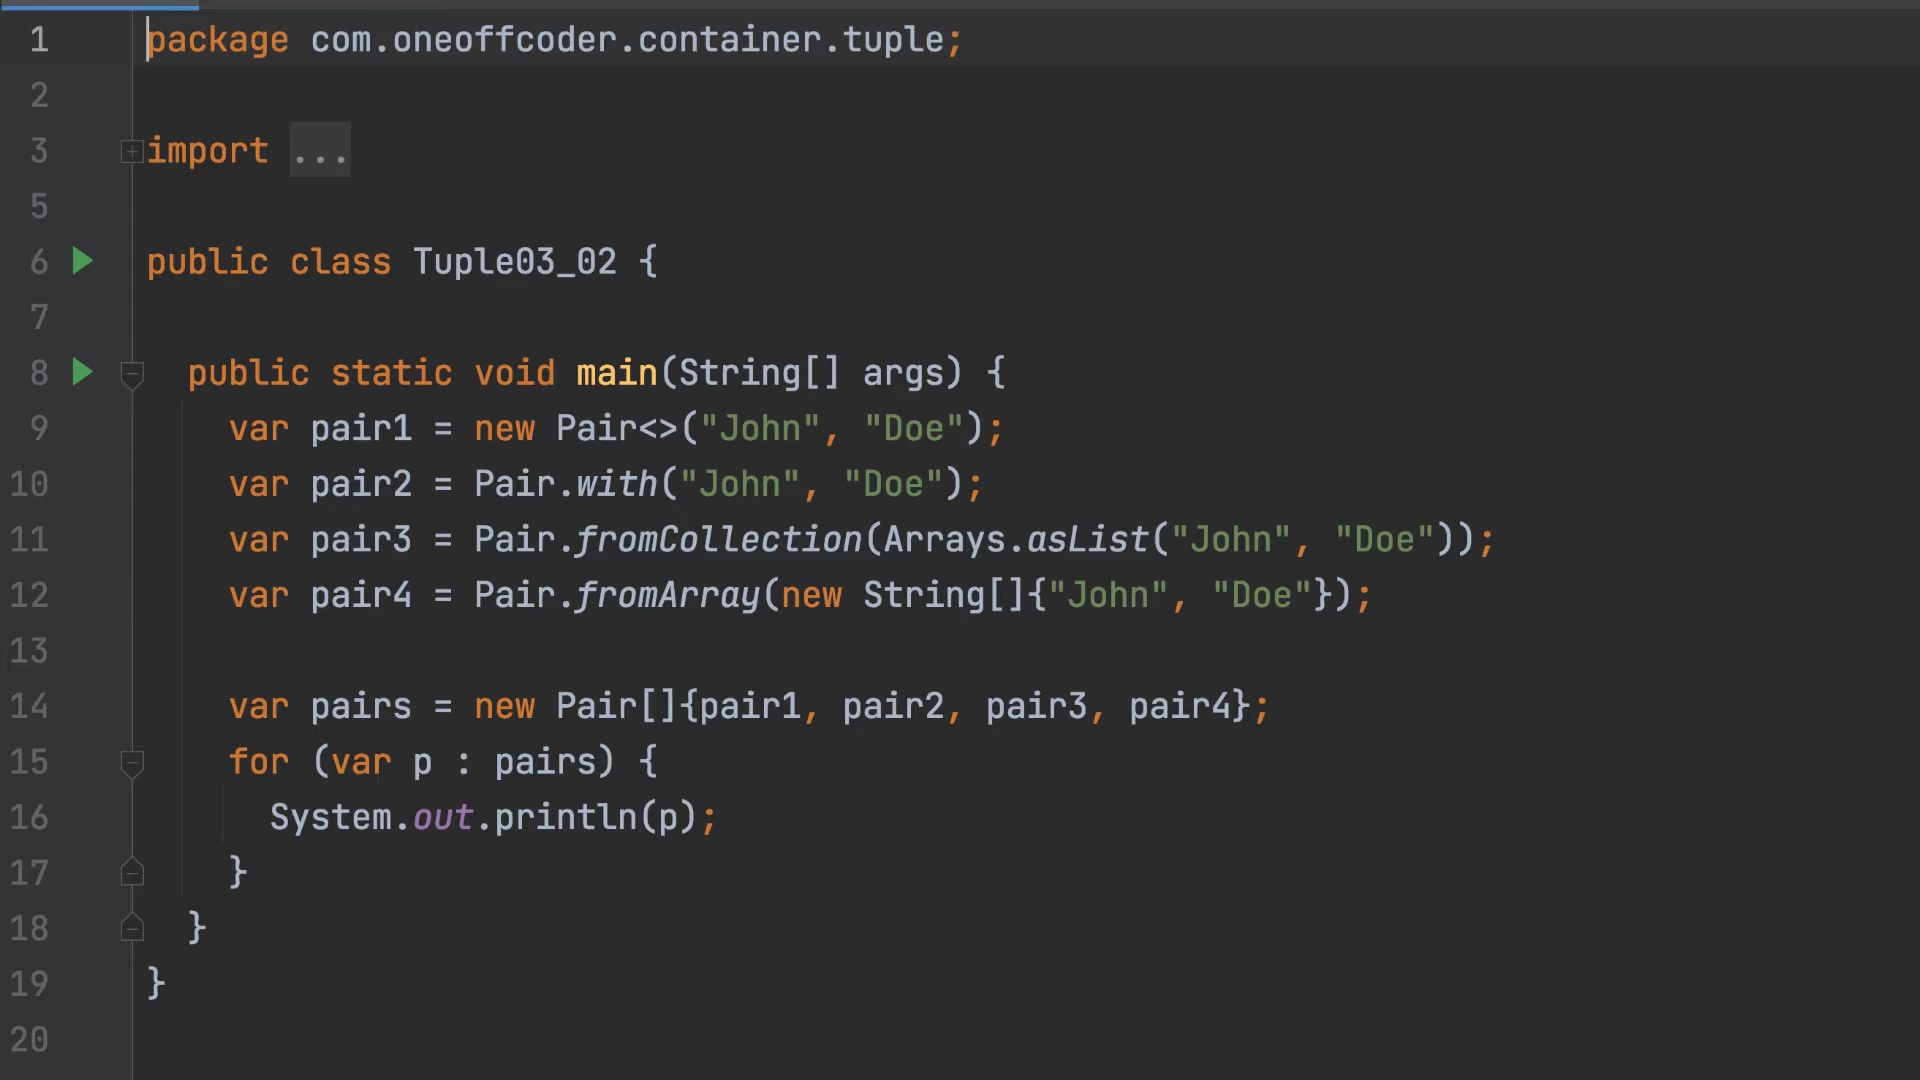 1 package com.oneoffcoder.container.tuple;
2
3 import ...
5
6 public class Tuple03_02 {
7
8 public static void main(String[] args) {
9 var pair1 = new Pair<>("John", "Doe");
10 var pair2 = Pair.with("John", "Doe");
11 var pair3 = Pair.fromCollection(Arrays.asList("John", "Doe"));
12 var pair4 = Pair.fromArray(new String[]{"John", "Doe"});
13
14 var pairs = new Pair[]{pair1, pair2, pair3, pair4};
15 for (var p : pairs) {
16 System.out.println(p);
17 }
18 }
19 }
20